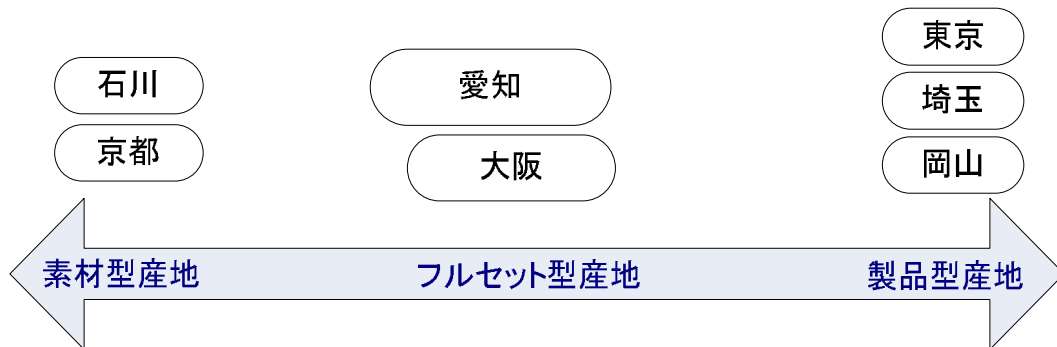 石川
京都
愛知
大阪
東京
埼玉
岡山
素材型産地
フルセット型産地
製品型産地